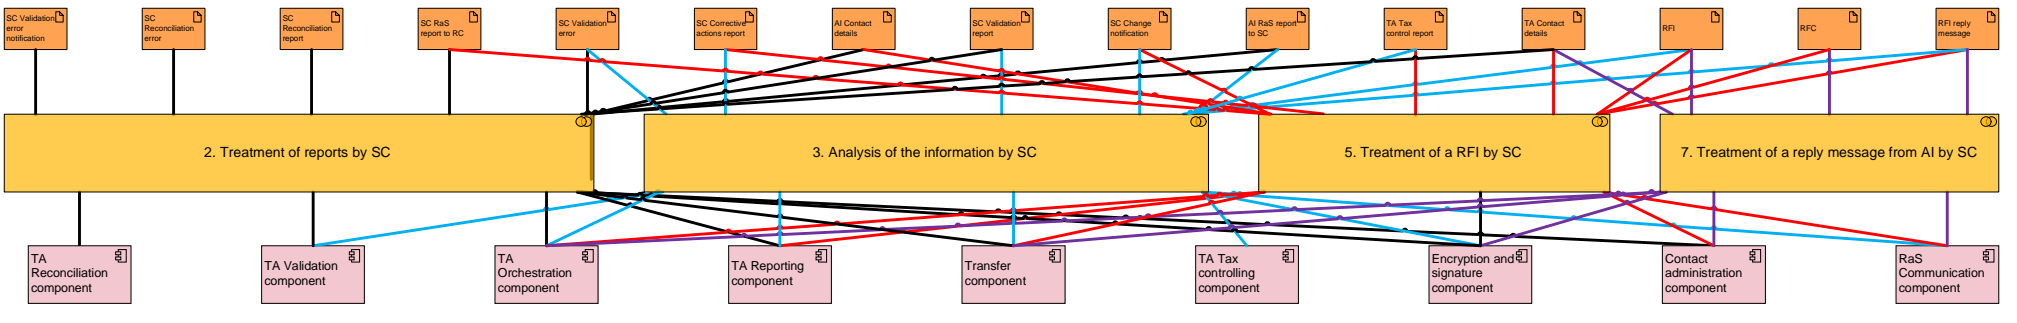 SC Validation
error
notification
SC
Reconciliation
error
SC
Reconciliation
report
SC RaS
report to RC
SC Validation
error
SC Corrective
actions report
AI Contact
details
SC Validation
report
SC Change
notification
AI RaS report
to SC
TA Tax
control report
TA Contact
details
RFI
RFC
RFI reply
message
2. Treatment of reports by SC
3. Analysis of the information by SC
5. Treatment of a RFI by SC
7. Treatment of a reply message from AI by SC
TA
Reconciliation
component
TA Validation
component
TA
Orchestration
component
TA Reporting
component
Transfer
component
TA Tax
controlling
component
Encryption and
signature
component
Contact
administration
component
RaS
Communication
component